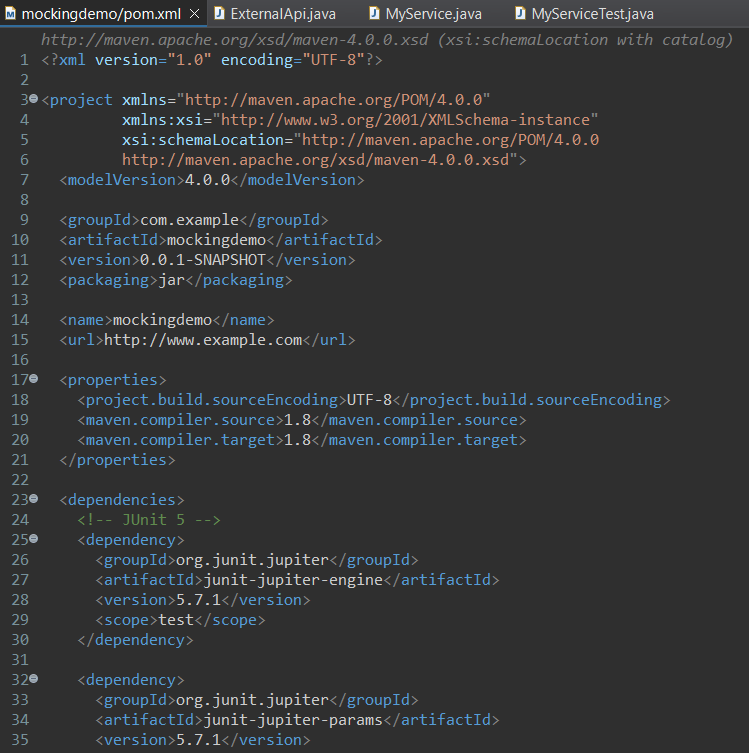 mockingdemo/pom.xml ExternalApi.java MyService.java MyServiceTest.java
http://maven.apache.org/xsd/maven-4.0.0.xsd (xsi:schemaLocation with catalog)
1 <?xml version="1.0" encoding="UTF-8"?>
2
3 <project xmlns="http://maven.apache.org/POM/4.0.0"
4         xmlns:xsi="http://www.w3.org/2001/XMLSchema-instance"
5         xsi:schemaLocation="http://maven.apache.org/POM/4.0.0
6         http://maven.apache.org/xsd/maven-4.0.0.xsd">
7   <modelVersion>4.0.0</modelVersion>
8
9   <groupId>com.example</groupId>
10   <artifactId>mockingdemo</artifactId>
11   <version>0.0.1-SNAPSHOT</version>
12   <packaging>jar</packaging>
13
14   <name>mockingdemo</name>
15   <url>http://www.example.com</url>
16
17   <properties>
18     <project.build.sourceEncoding>UTF-8</project.build.sourceEncoding>
19     <maven.compiler.source>1.8</maven.compiler.source>
20     <maven.compiler.target>1.8</maven.compiler.target>
21   </properties>
22
23   <dependencies>
24     <!-- JUnit 5 -->
25     <dependency>
26       <groupId>org.junit.jupiter</groupId>
27       <artifactId>junit-jupiter-engine</artifactId>
28       <version>5.7.1</version>
29       <scope>test</scope>
30     </dependency>
31
32     <dependency>
33       <groupId>org.junit.jupiter</groupId>
34       <artifactId>junit-jupiter-params</artifactId>
35       <version>5.7.1</version>